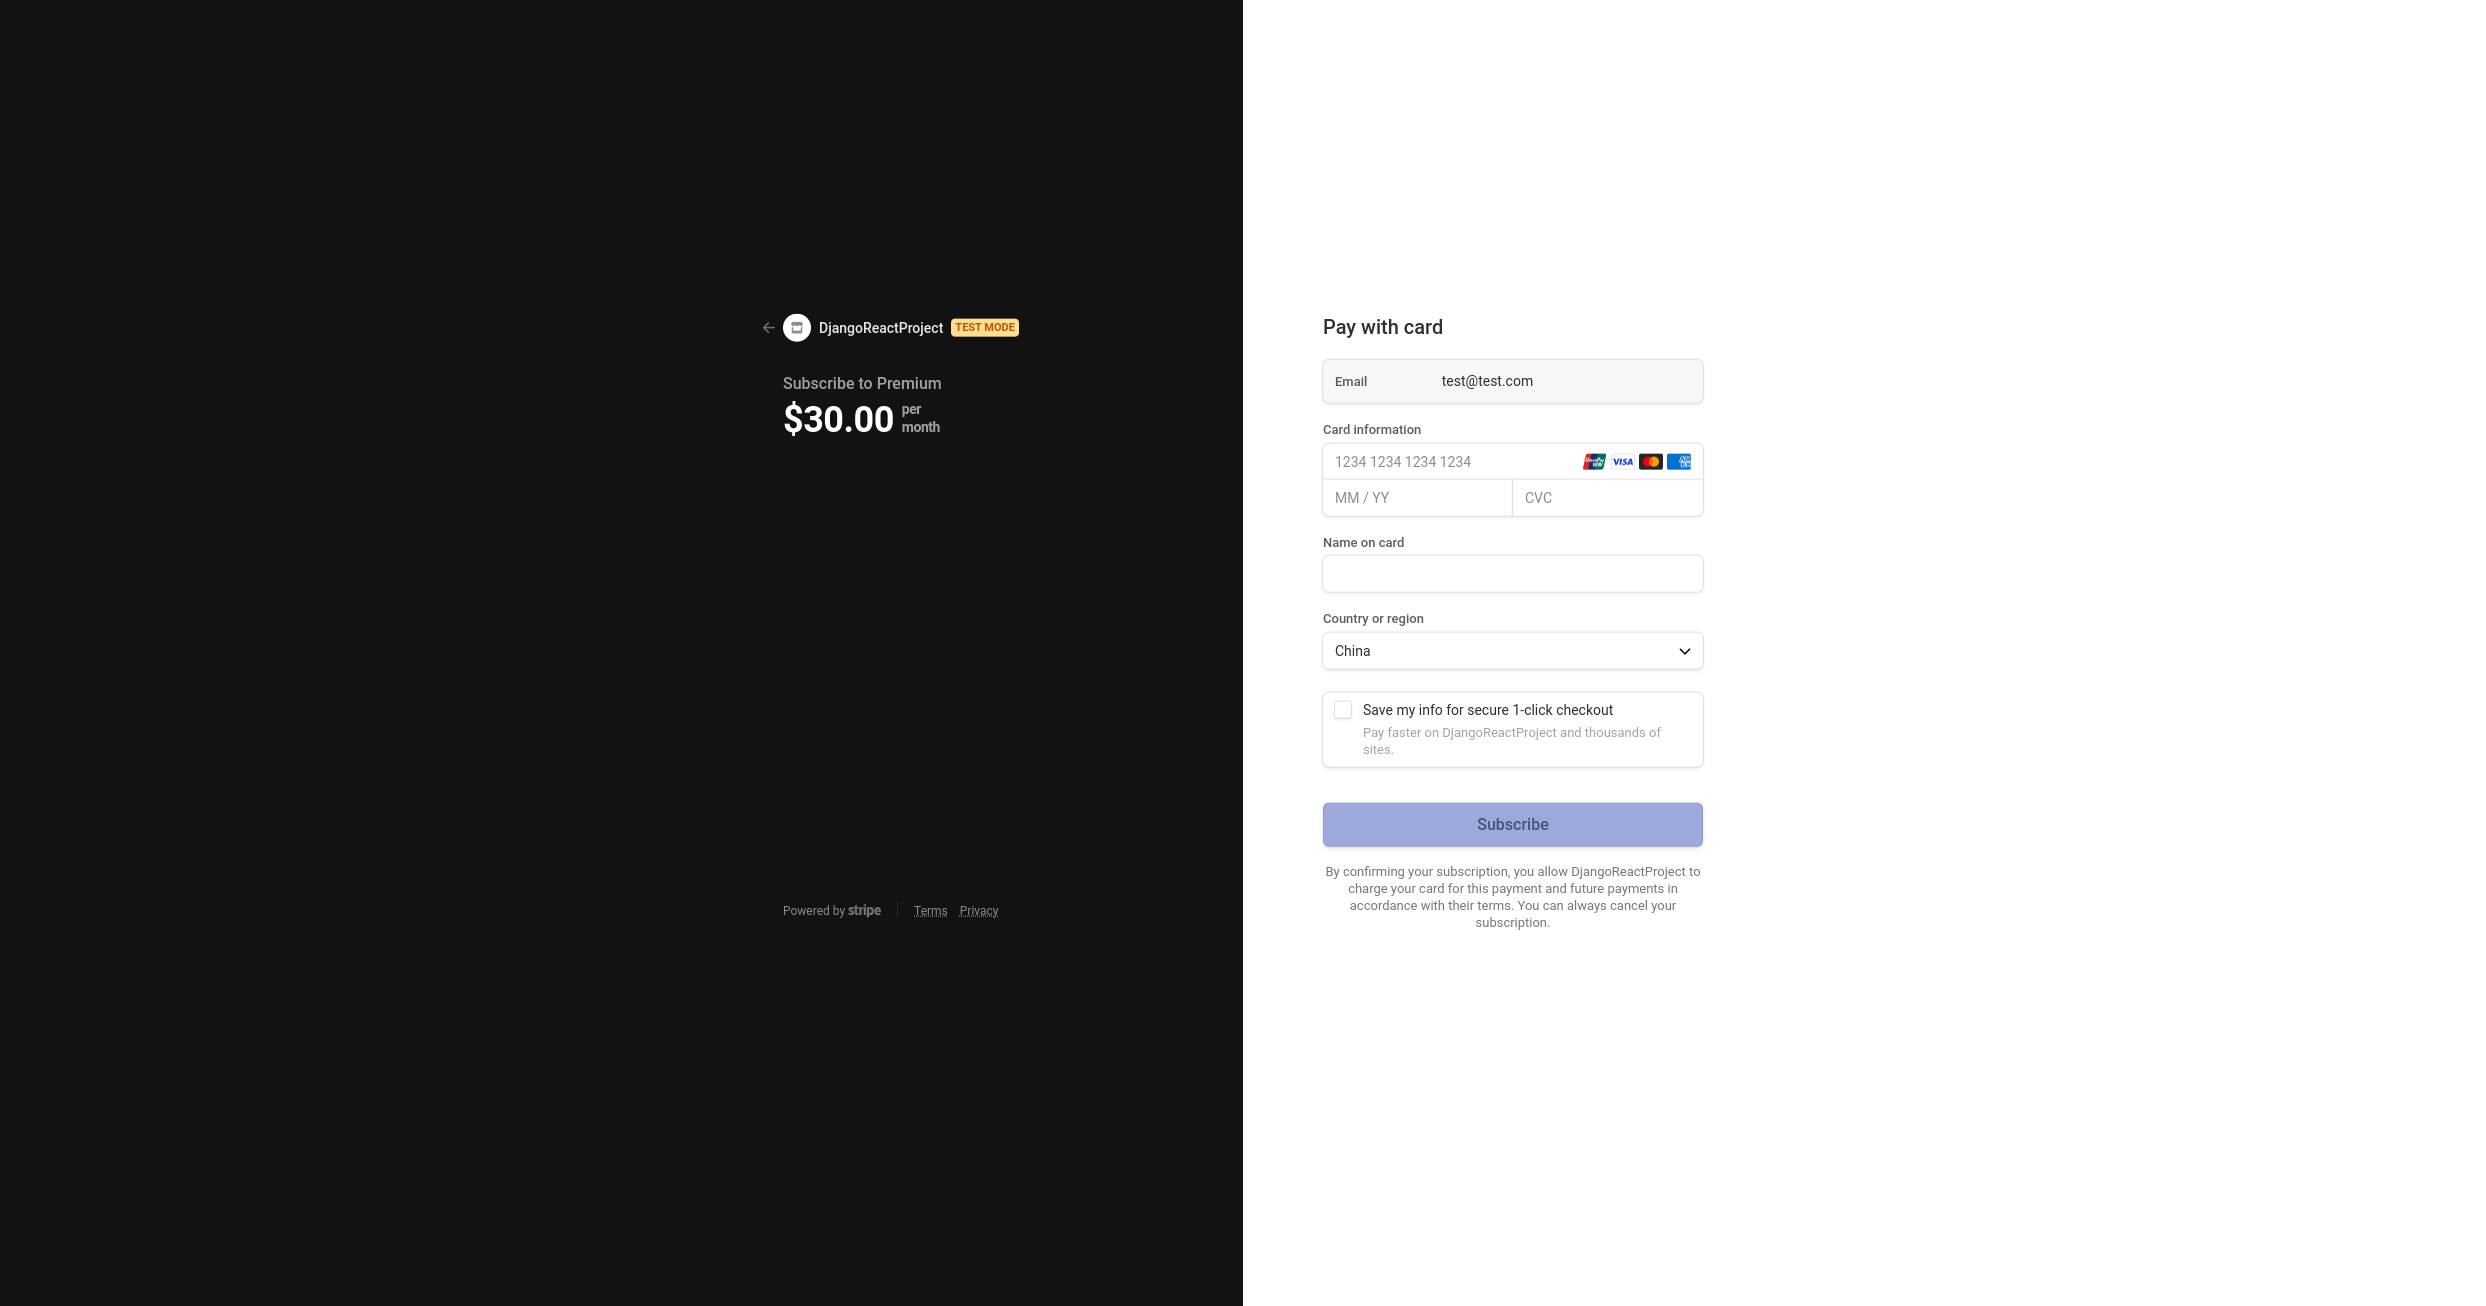 DjangoReactProject TEST MODE
Subscribe to Premium
$30.00 per
month
Powered by stripe Terms Privacy
Pay with card
Email test@test.com
Card information
1234 1234 1234 1234 UnionPay VISA AM EX
MM / YY CVC
Name on card
Country or region
China
Save my info for secure 1-click checkout
Pay faster on DjangoReactProject and thousands of
sites.
Subscribe
By confirming your subscription, you allow DjangoReactProject to
charge your card for this payment and future payments in
accordance with their terms. You can always cancel your
subscription.